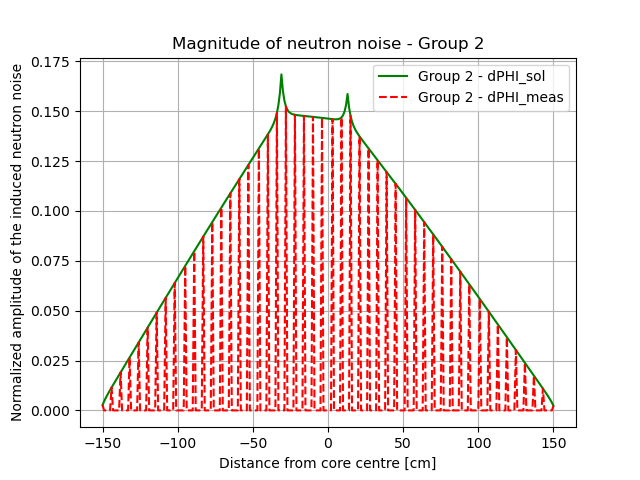 Magnitude of neutron noise - Group 2
Normalized amplitude of the induced neutron noise
0.175
0.150
0.125
0.100
0.075
0.050
0.025
0.000
Group 2 - dPHI_sol
Group 2 - dPHI_meas
−150 −100 −50 0 50 100 150
Distance from core centre [cm]